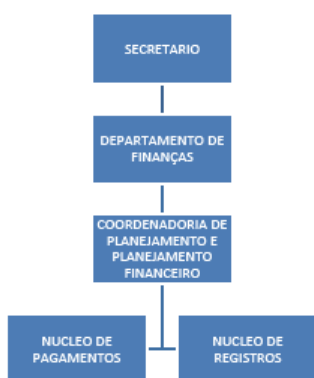 SECRETARIO
DEPARTAMENTO DE
FINANÇAS
COORDENADORIA DE
PLANEJAMENTO E
PLANEJAMENTO
FINANCEIRO
NUCLEO DE
PAGAMENTOS
NUCLEO DE
REGISTROS